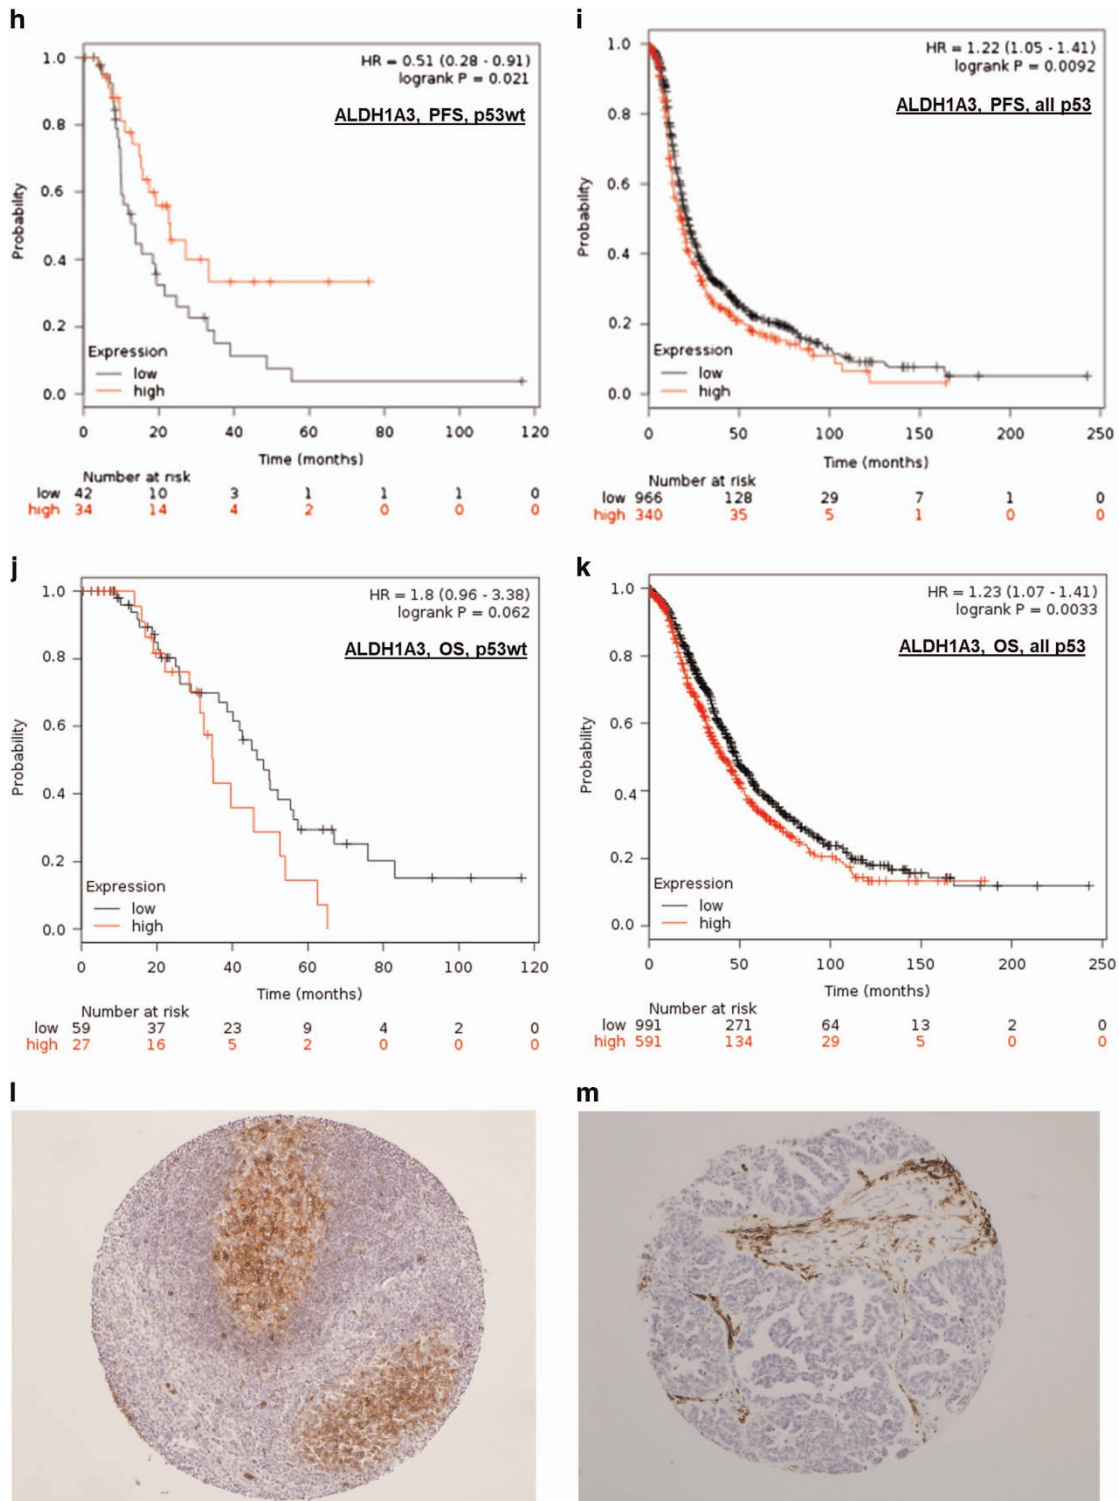 h
HR = 0.51 (0.28 - 0.91)
logrank P = 0.021
ALDH1A3, PFS, p53wt
Probability
1.0
0.8
0.6
0.4
0.2
0.0
Expression
low
high
0 20 40 60 80 100 120
Time (months)
Number at risk
low 42 10 3 1 1 1 0
high 34 14 4 2 0 0 0
i
HR = 1.22 (1.05 - 1.41)
logrank P = 0.0092
ALDH1A3, PFS, all p53
Probability
1.0
0.8
0.6
0.4
0.2
0.0
Expression
low
high
0 50 100 150 200 250
Time (months)
Number at risk
low 966 128 29 7 1 0
high 340 35 5 1 0 0
j
HR = 1.8 (0.96 - 3.38)
logrank P = 0.062
ALDH1A3, OS, p53wt
Probability
1.0
0.8
0.6
0.4
0.2
0.0
Expression
low
high
0 20 40 60 80 100 120
Time (months)
Number at risk
low 59 37 23 9 4 2 0
high 27 16 5 2 0 0 0
k
HR = 1.23 (1.07 - 1.41)
logrank P = 0.0033
ALDH1A3, OS, all p53
Probability
1.0
0.8
0.6
0.4
0.2
0.0
Expression
low
high
0 50 100 150 200 250
Time (months)
Number at risk
low 991 271 64 13 2 0
high 591 134 29 5 0 0
l
m